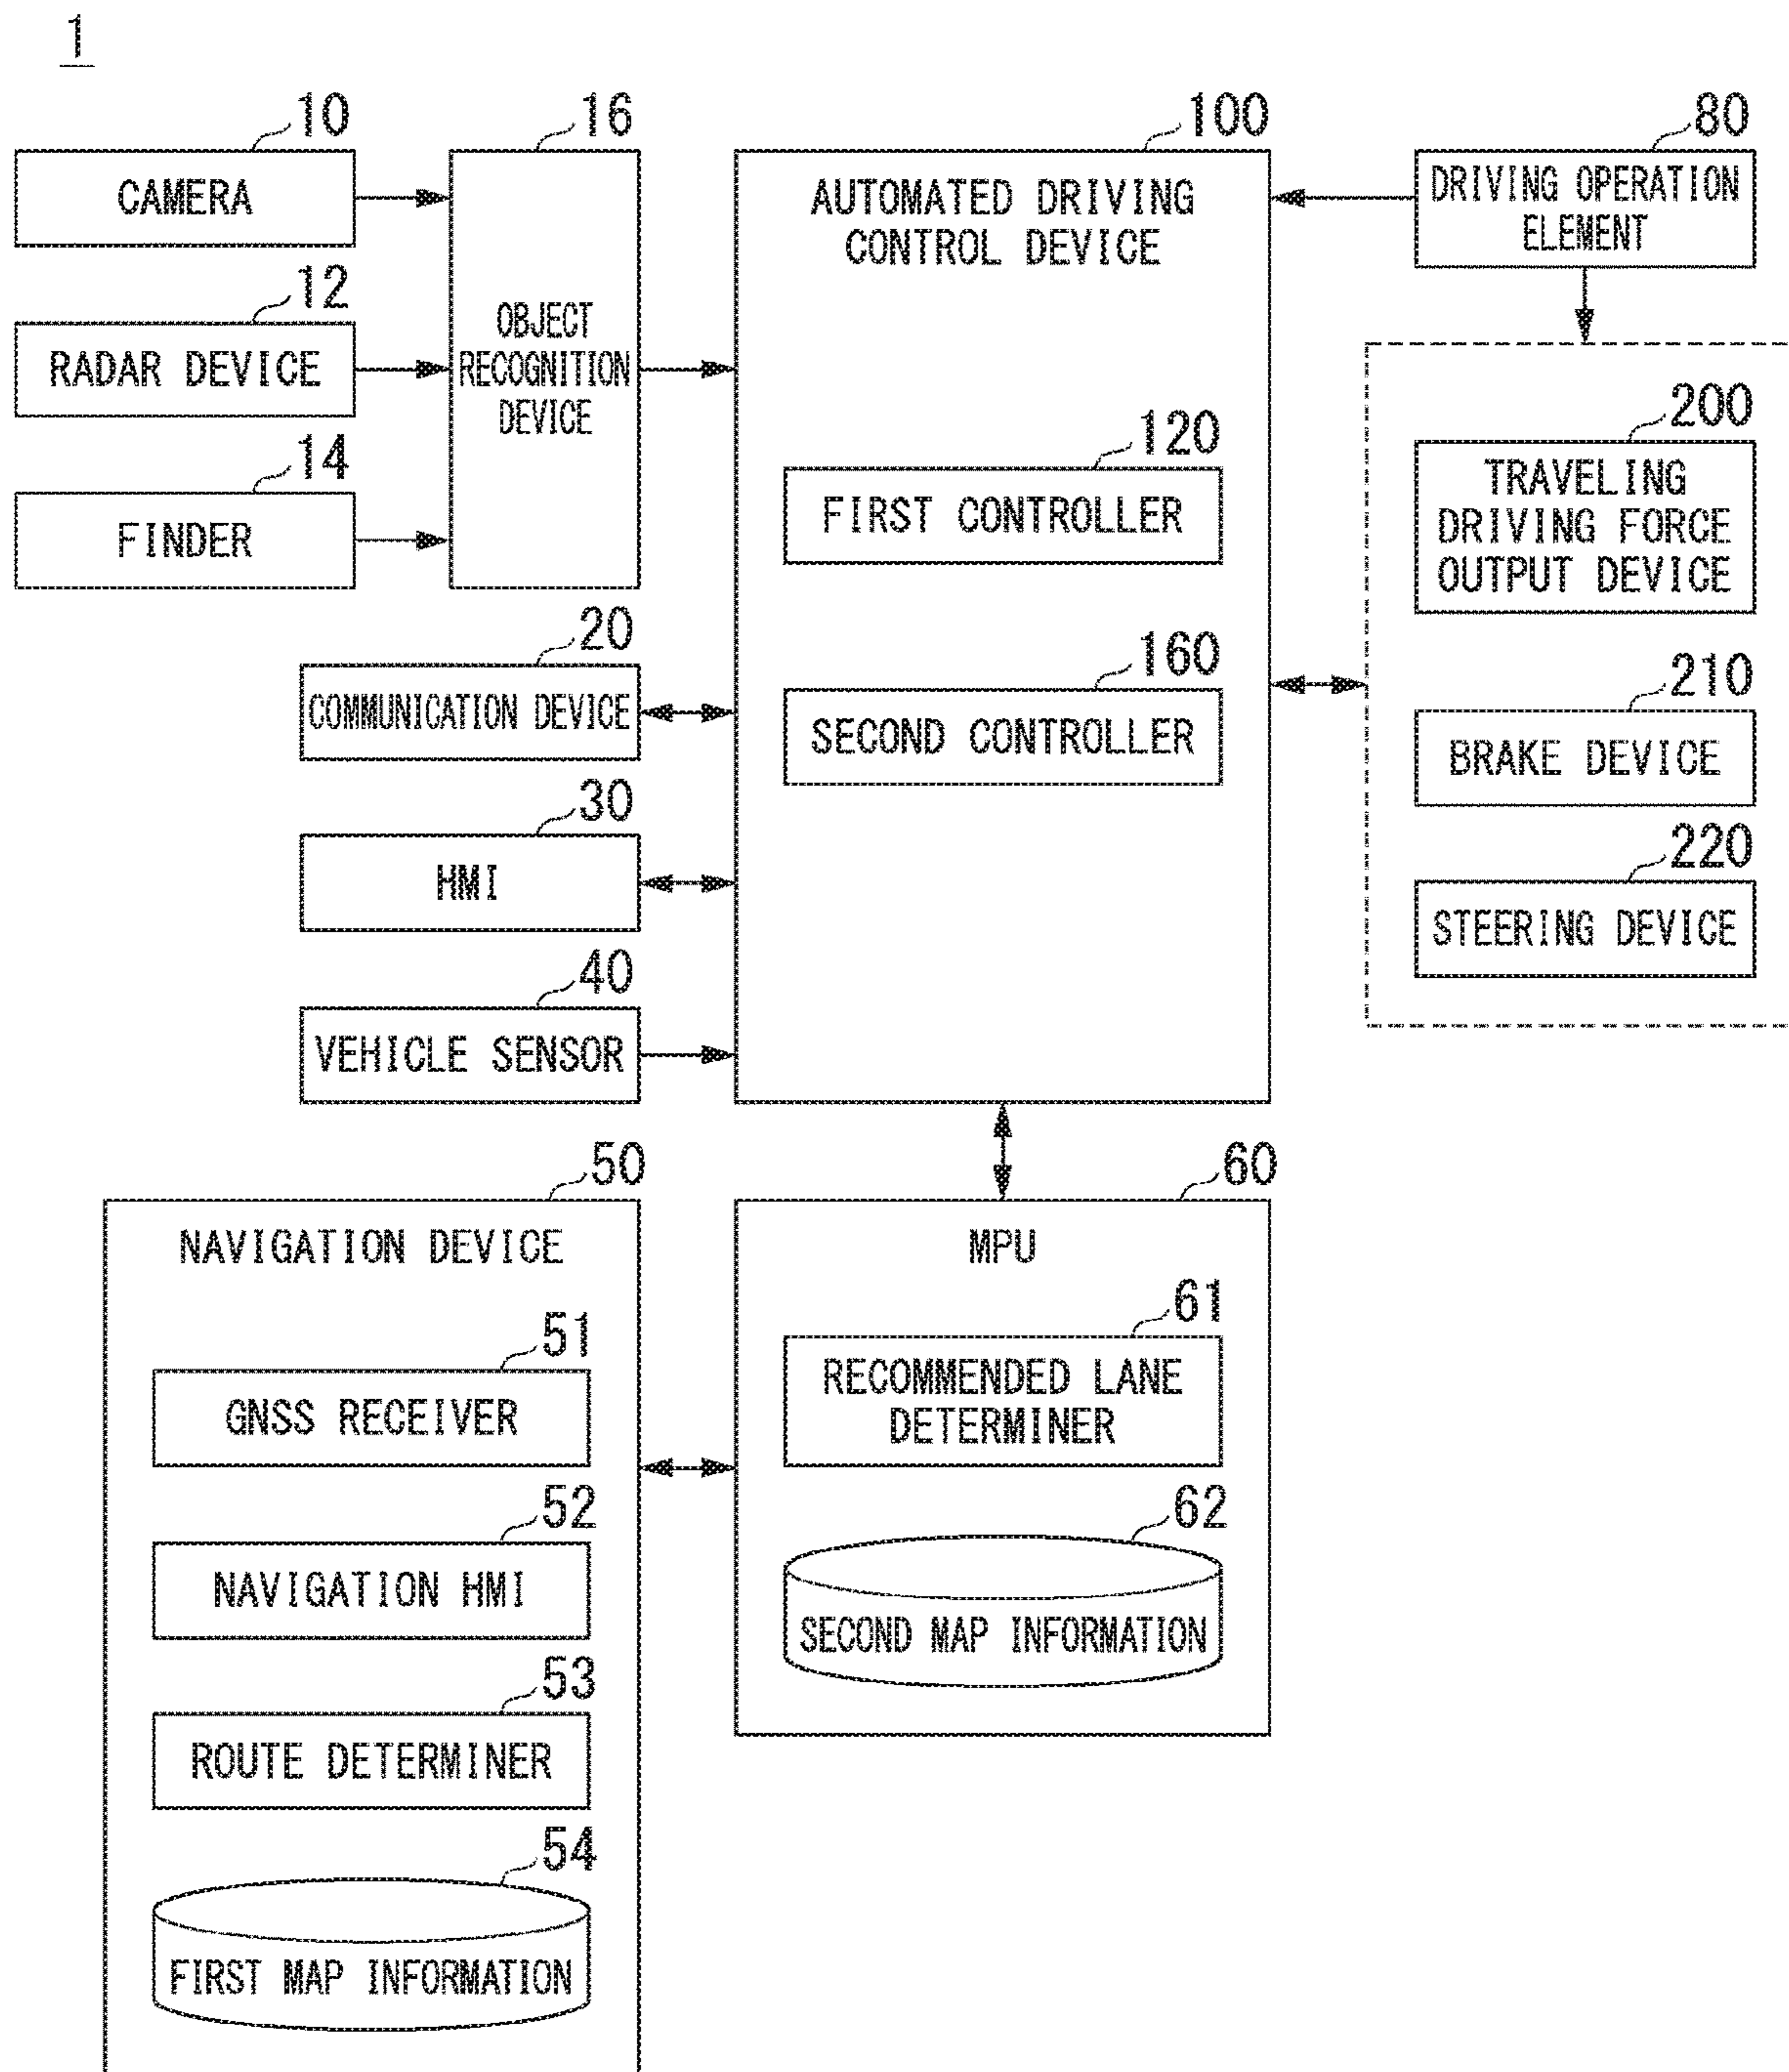 1
10
CAMERA
12
RADAR DEVICE
14
FINDER
16
OBJECT
RECOGNITION
DEVICE
20
COMMUNICATION DEVICE
30
HMI
40
VEHICLE SENSOR
100
AUTOMATED DRIVING
CONTROL DEVICE
120
FIRST CONTROLLER
160
SECOND CONTROLLER
80
DRIVING OPERATION
ELEMENT
200
TRAVELING
DRIVING FORCE
OUTPUT DEVICE
210
BRAKE DEVICE
220
STEERING DEVICE
50
NAVIGATION DEVICE
51
GNSS RECEIVER
52
NAVIGATION HMI
53
ROUTE DETERMINER
54
FIRST MAP INFORMATION
60
MPU
61
RECOMMENDED LANE
DETERMINER
62
SECOND MAP INFORMATION